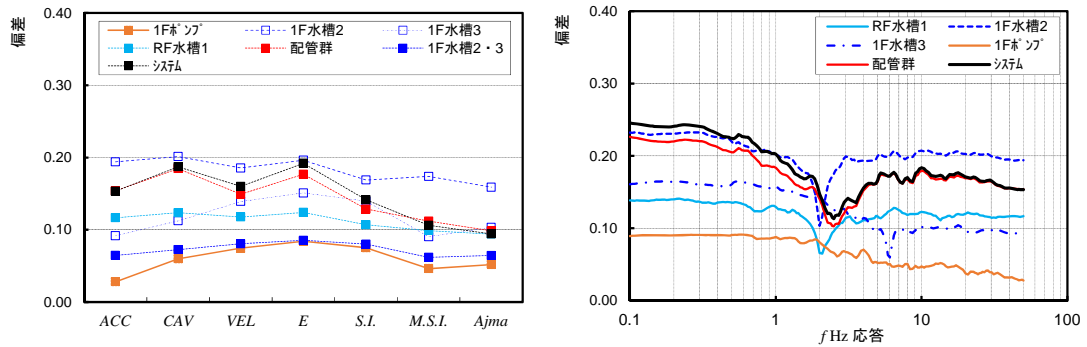 偏差
0.40
0.30
0.20
0.10
0.00
1Fﾎﾟﾝﾌﾟ 1F水槽2 1F水槽3
RF水槽1 配管群 1F水槽2・3
ｼｽﾃﾑ
ACC CAV VEL E S.I. M.S.I. Ajma
偏差
0.40
0.30
0.20
0.10
0.00
RF水槽1 1F水槽2
1F水槽3 1Fﾎﾟﾝﾌﾟ
配管群 ｼｽﾃﾑ
0.1 1 10 100
f Hz 応答